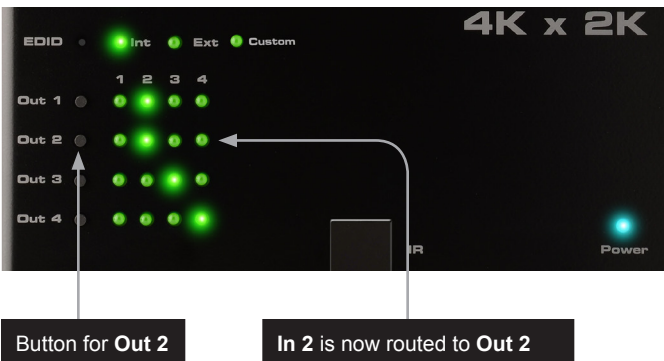 4K x 2K
EDID Int Ext Custom
1 2 3 4
Out 1
Out 2
Out 3
Out 4
IR
Power
Button for Out 2
In 2 is now routed to Out 2